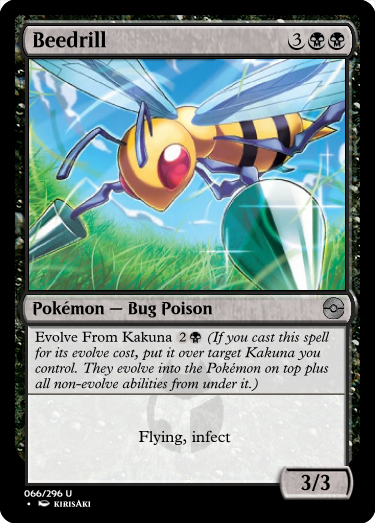 Beedrill 3
Pokémon — Bug Poison
Evolve From Kakuna 2 (If you cast this spell
for its evolve cost, put it over target Kakuna you
control. They evolve into the Pokémon on top plus
all non-evolve abilities from under it.)
Flying, infect
3/3
066/296 U
• KIRISAKI